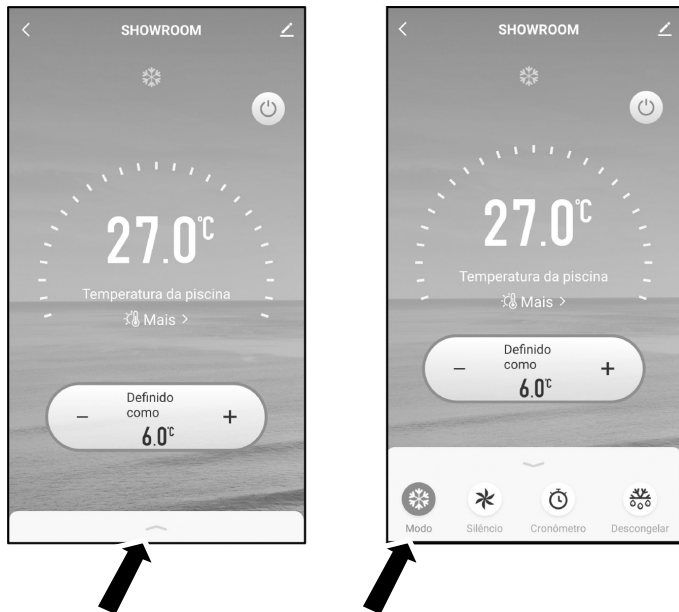 SHOWROOM
27.0℃
Temperatura da piscina
Mais >
Definido
como
− +
6.0℃
SHOWROOM
27.0℃
Temperatura da piscina
Mais >
Definido
como
− +
6.0℃
Modo Silêncio Cronómetro Descongelar